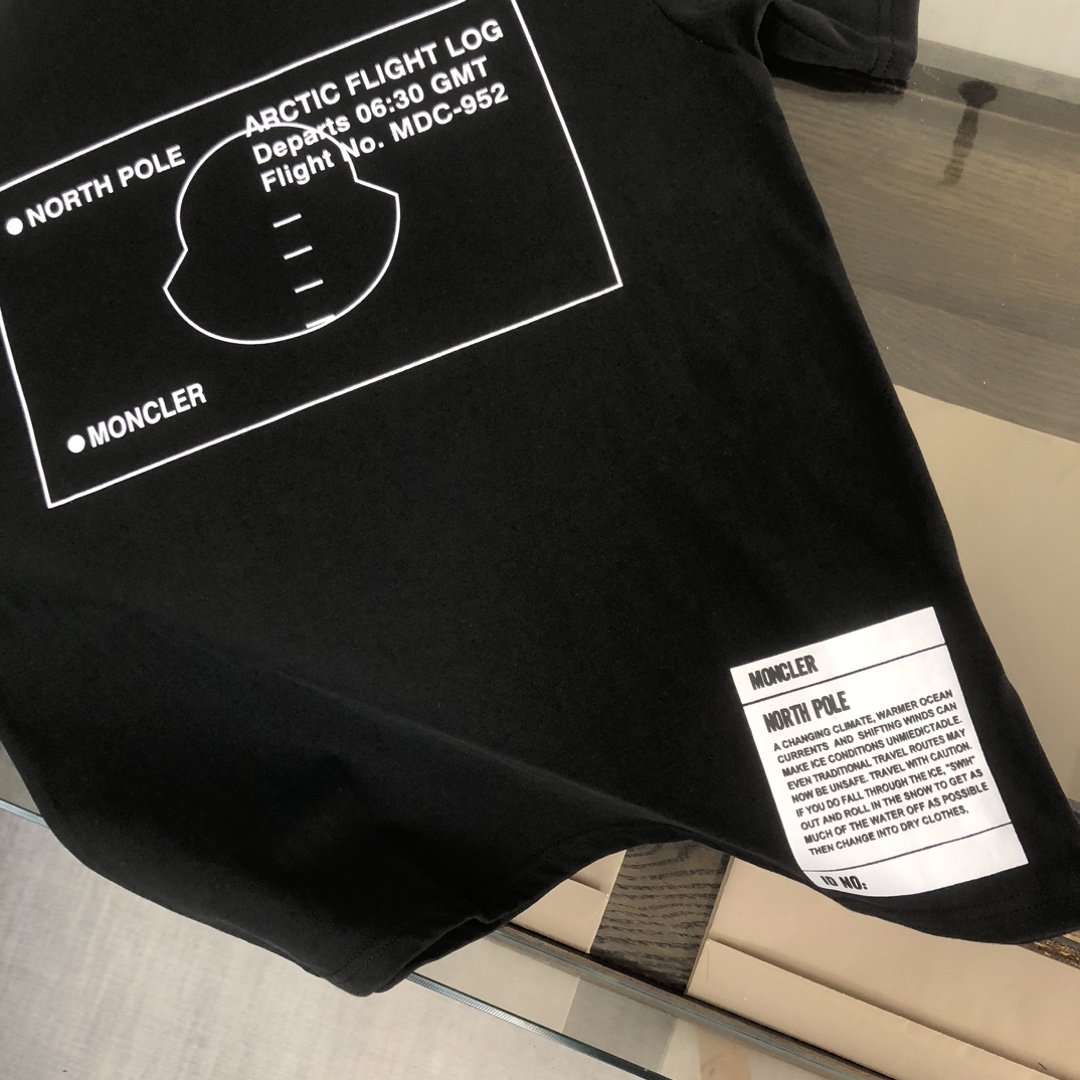 ARCTIC FLIGHT LOG
Departs 06:30 GMT
Flight No. MDC-952
NORTH POLE
MONCLER
MONCLER
NORTH POLE
A CHANGING CLIMATE, WARMER OCEAN
CURRENTS AND SHIFTING WINDS CAN
MAKE ICE CONDITIONS UNMIEDICTABLE.
EVEN TRADITIONAL TRAVEL ROUTES MAY
NOW BE UNSAFE. TRAVEL WITH CAUTION.
IF YOU DO FALL THROUGH THE ICE, "SWIH"
OUT AND ROLL IN THE SNOW TO GET AS
MUCH OF THE WATER OFF AS POSSIBLE
THEN CHANGE INTO DRY CLOTHES,
ID NO: